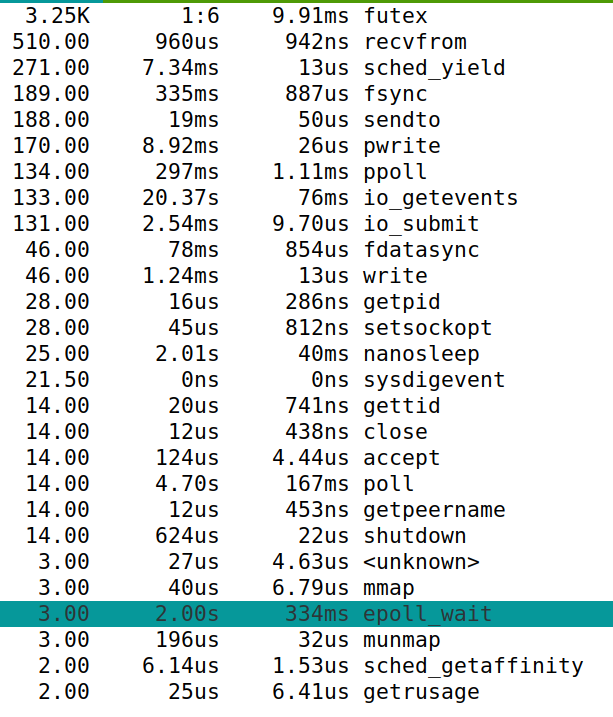 3.25K 1:6 9.91ms futex
510.00 960us 942ns recvfrom
271.00 7.34ms 13us sched_yield
189.00 335ms 887us fsync
188.00 19ms 50us sendto
170.00 8.92ms 26us pwrite
134.00 297ms 1.11ms ppoll
133.00 20.37s 76ms io_getevents
131.00 2.54ms 9.70us io_submit
46.00 78ms 854us fdatasync
46.00 1.24ms 13us write
28.00 16us 286ns getpid
28.00 45us 812ns setsockopt
25.00 2.01s 40ms nanosleep
21.50 0ns 0ns sysdigevent
14.00 20us 741ns gettid
14.00 12us 438ns close
14.00 124us 4.44us accept
14.00 4.70s 167ms poll
14.00 12us 453ns getpeername
14.00 624us 22us shutdown
3.00 27us 4.63us <unknown>
3.00 40us 6.79us mmap
3.00 2.00s 334ms epoll_wait
3.00 196us 32us munmap
2.00 6.14us 1.53us sched_getaffinity
2.00 25us 6.41us getrusage